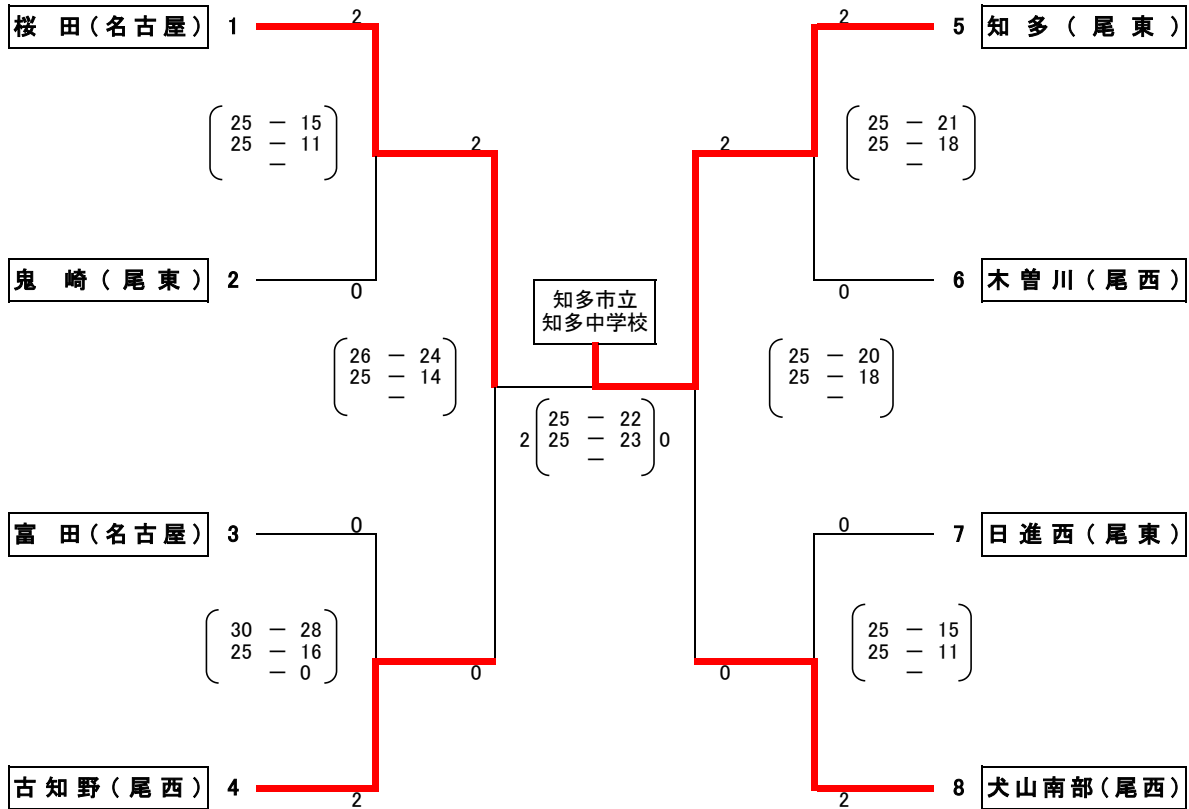 桜 田(名古屋) 1
2
2
5 知 多 ( 尾 東 )
25 － 15
25 － 11
－
2
2
25 － 21
25 － 18
－
鬼 崎 ( 尾 東 ) 2
0
0
6 木曽川(尾西)
知多市立
知多中学校
26 － 24
25 － 14
－
25 － 20
25 － 18
－
2
25 － 22
25 － 23
－
0
富 田(名古屋) 3
0
0
7 日進西(尾東)
30 － 28
25 － 16
－ 0
0
0
25 － 15
25 － 11
－
古知野(尾西) 4
2
2
8 犬山南部(尾西)